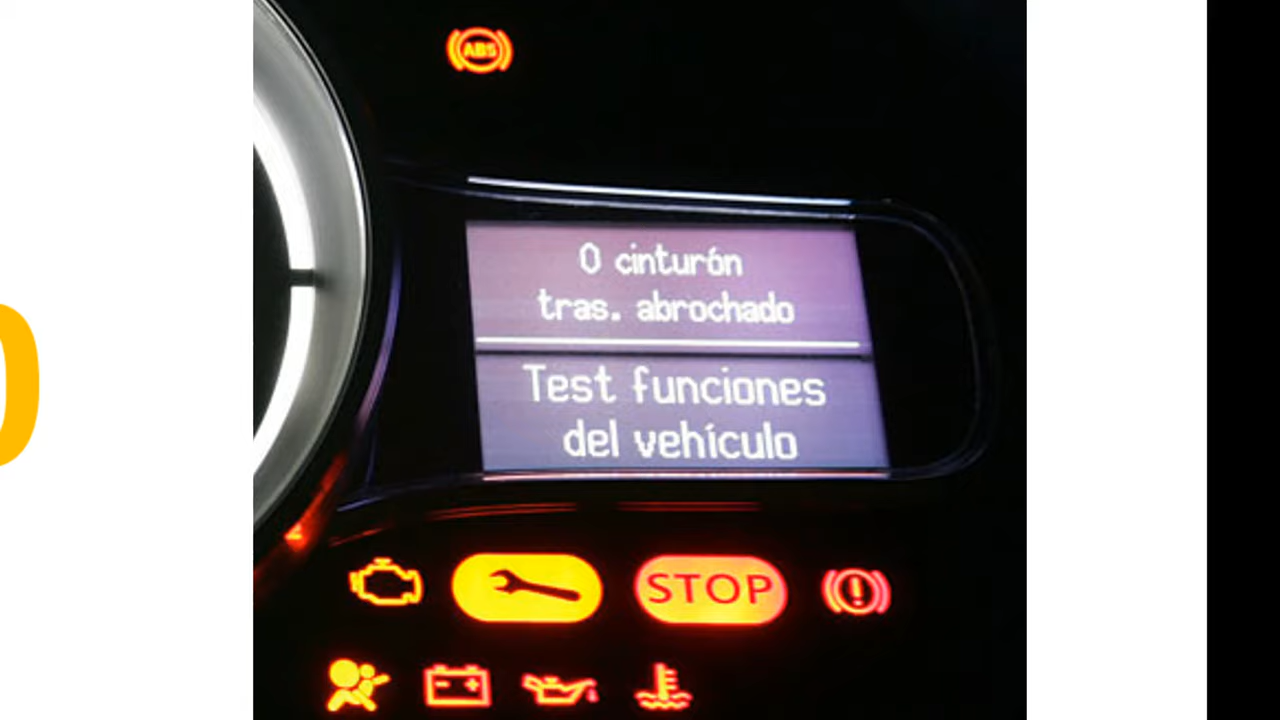 ABS
0 cinturón
tras. abrochado
Test funciones
del vehículo
STOP